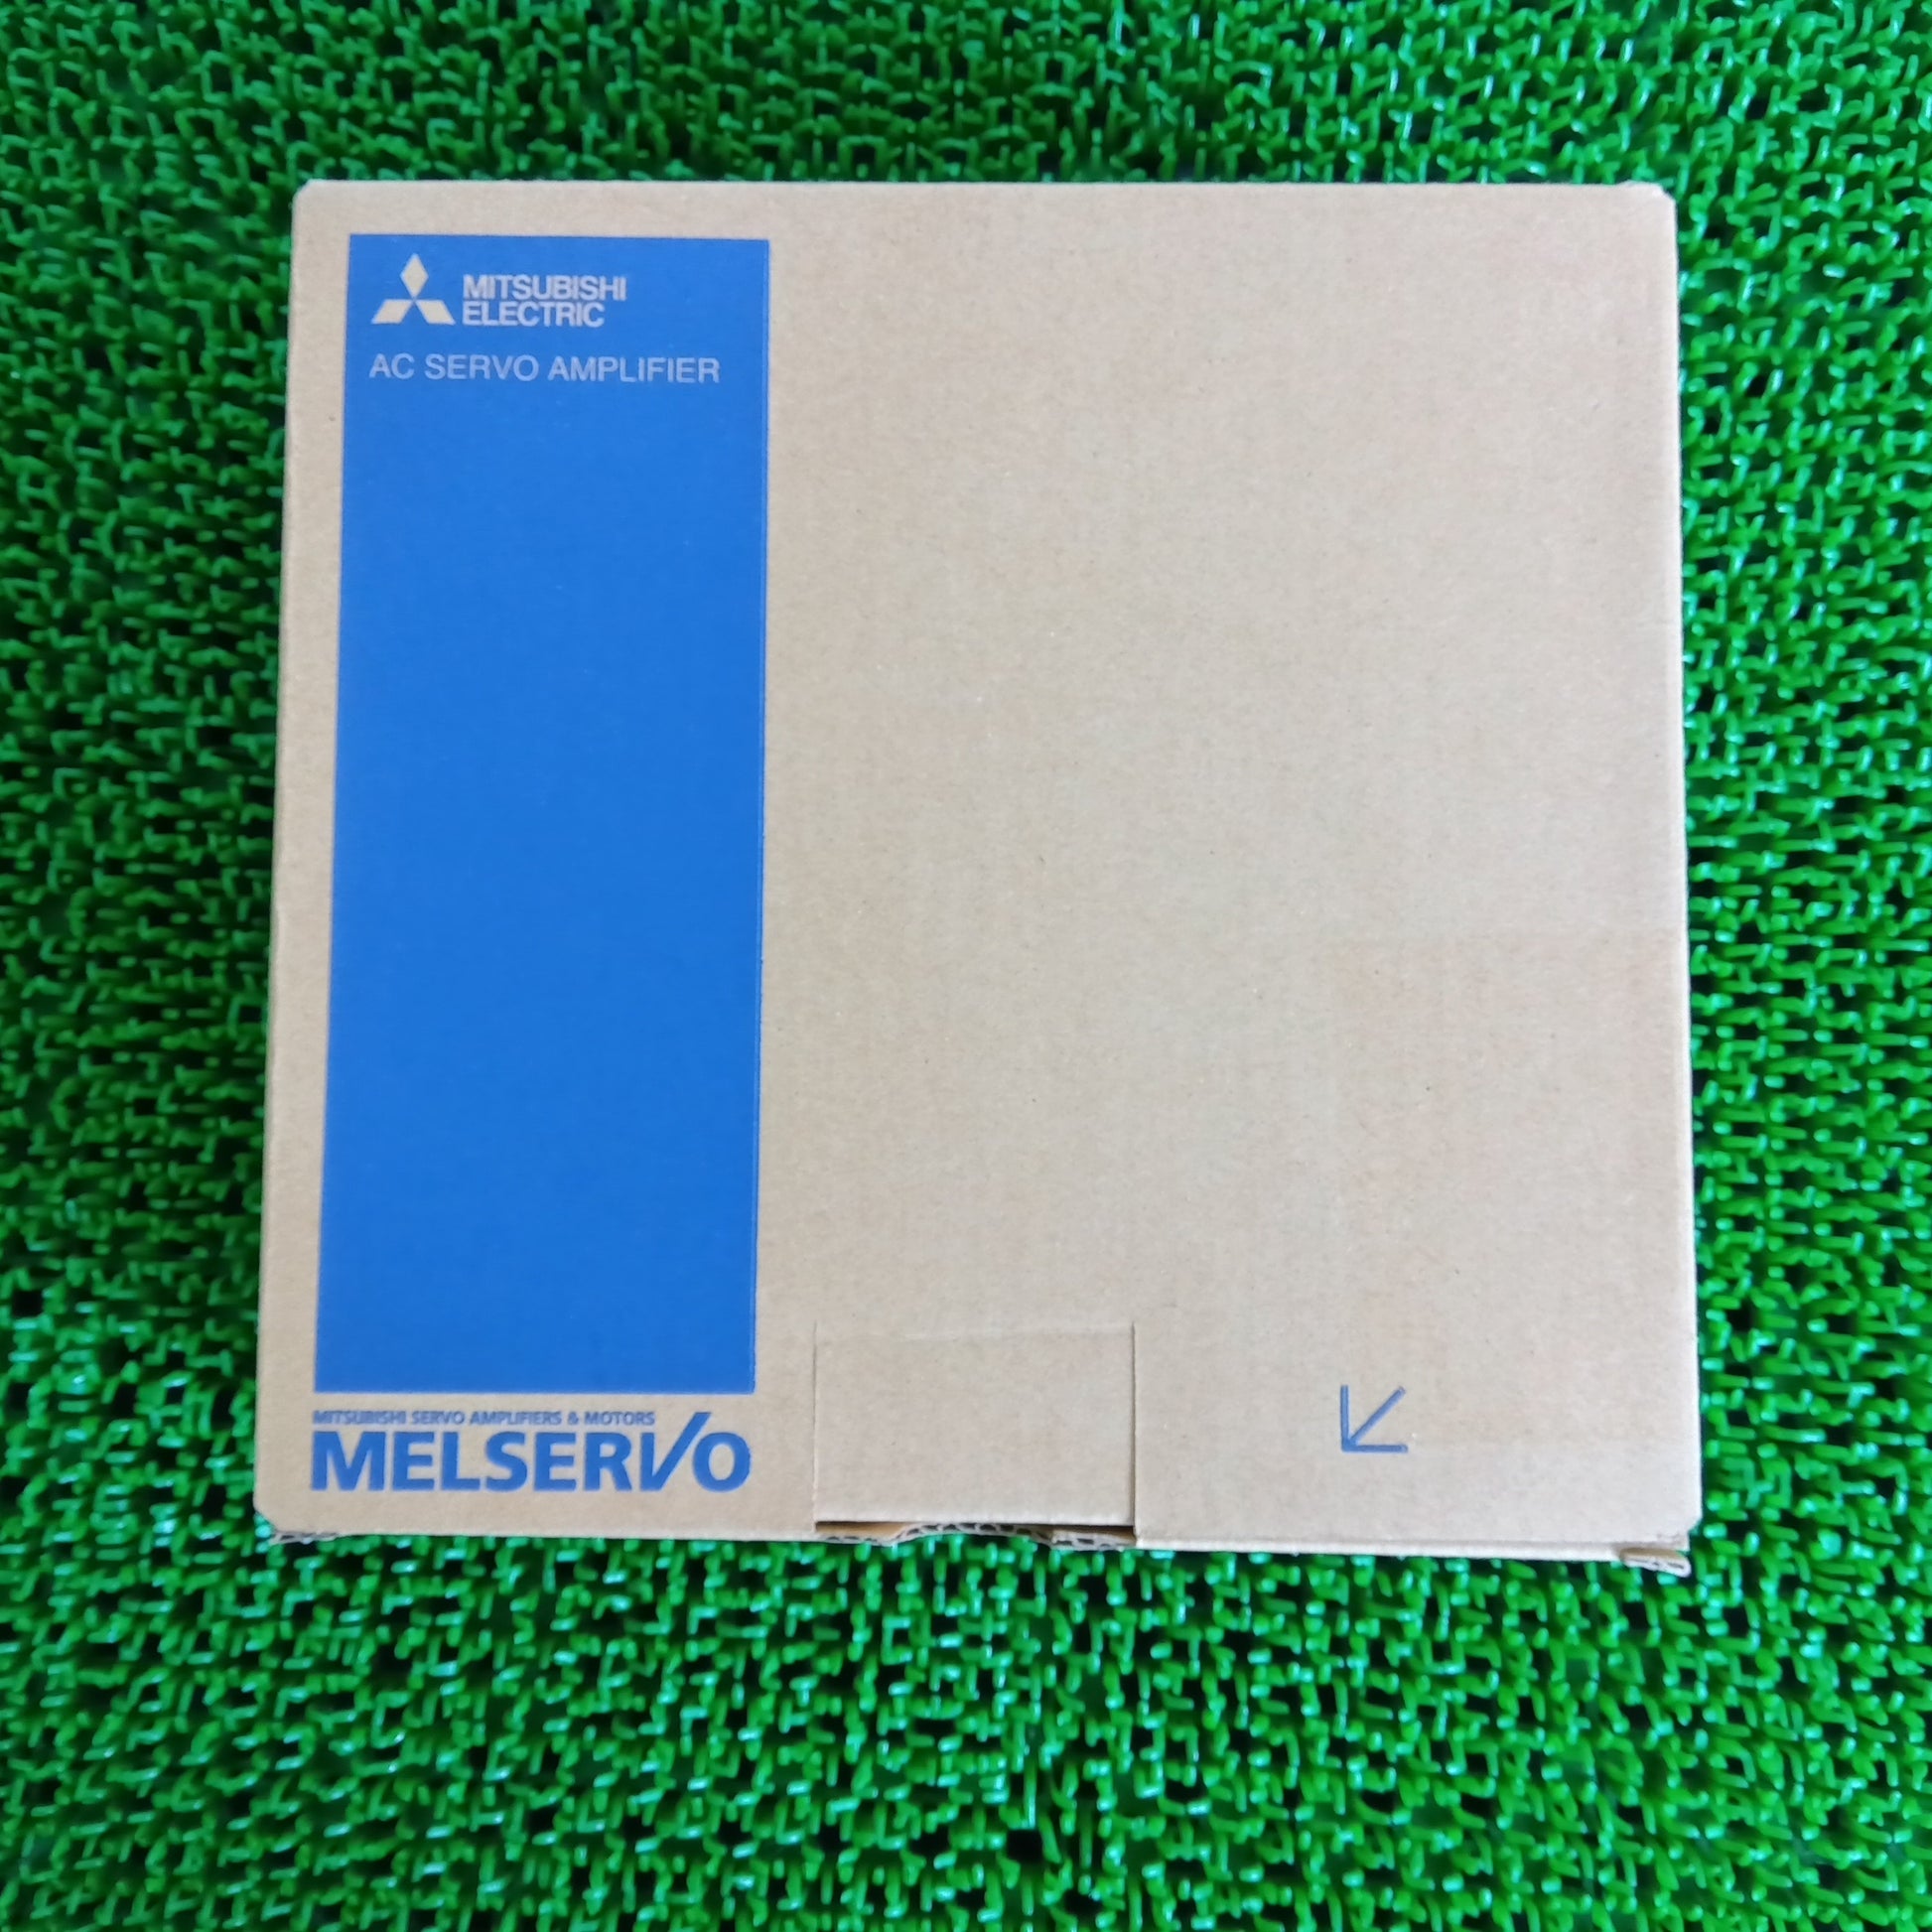 MITSUBISHI
ELECTRIC
AC SERVO AMPLIFIER
MITSUBISHI SERVO AMPLIFIERS & MOTORS
MELSERVO